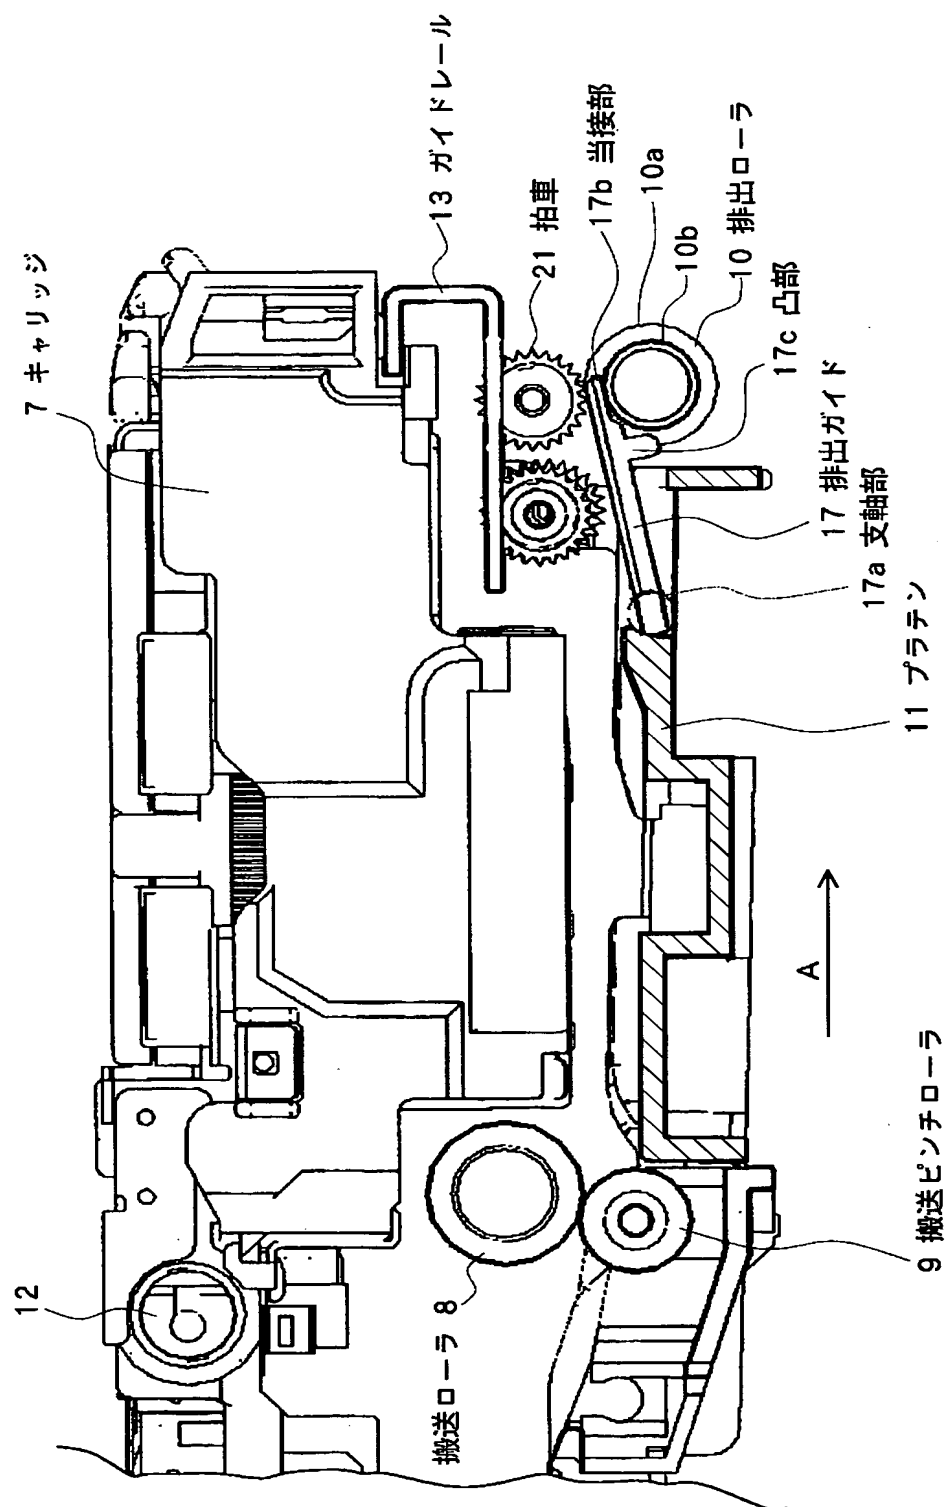 7 キャリッジ
13 ガイドレール
21 拍車
17b 当接部
10a
10b
10 排出ローラ
17c 凸部
17 排出ガイド
17a 支軸部
11 プラテン
A
9 搬送ピンチローラ
搬送ローラ 8
12